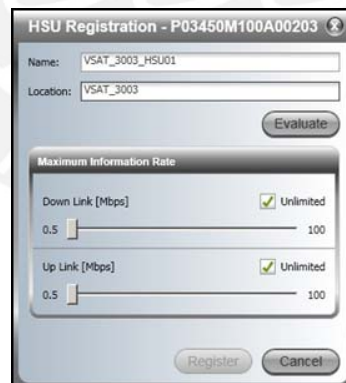 HSU Registration - P03450M100A00203
Name: VSAT_3003_HSU01
Location: VSAT_3003
Evaluate
Maximum Information Rate
Down Link [Mbps] Unlimited
0.5 100
Up Link [Mbps] Unlimited
0.5 100
Register Cancel